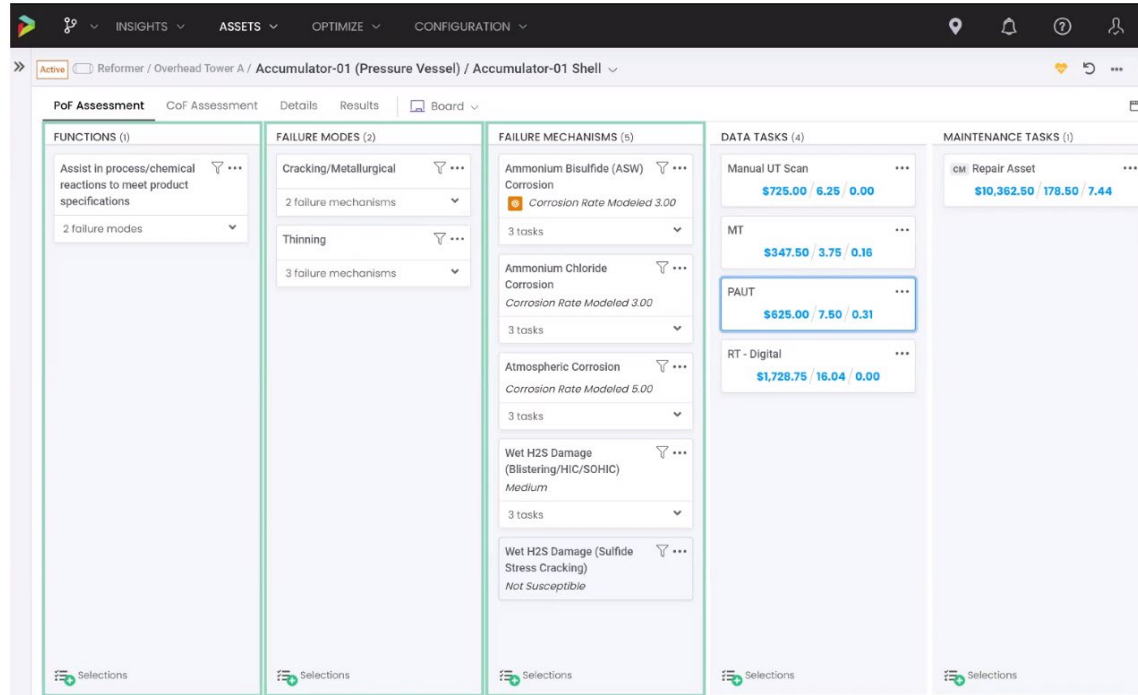 INSIGHTS ASSETS OPTIMIZE CONFIGURATION
Active Reformer / Overhead Tower A / Accumulator-01 (Pressure Vessel) / Accumulator-01 Shell
PoF Assessment CoF Assessment Details Results Board
FUNCTIONS (1)
Assist in process/chemical
reactions to meet product
specifications
2 failure modes
Selections
FAILURE MODES (2)
Cracking/Metallurgical
2 failure mechanisms
Thinning
3 failure mechanisms
Selections
FAILURE MECHANISMS (5)
Ammonium Bisulfide (ASW)
Corrosion
Corrosion Rate Modeled 3.00
3 tasks
Ammonium Chloride
Corrosion
Corrosion Rate Modeled 3.00
3 tasks
Atmospheric Corrosion
Corrosion Rate Modeled 5.00
3 tasks
Wet H2S Damage
(Blistering/HIC/SOHIC)
Medium
3 tasks
Wet H2S Damage (Sulfide
Stress Cracking)
Not Susceptible
Selections
DATA TASKS (4)
Manual UT Scan
$725.00 / 6.25 / 0.00
MT
$347.50 / 3.75 / 0.16
PAUT
$625.00 / 7.50 / 0.31
RT - Digital
$1,728.75 / 16.04 / 0.00
Selections
MAINTENANCE TASKS (1)
CM Repair Asset
$10,362.50 / 178.50 / 7.44
Selections